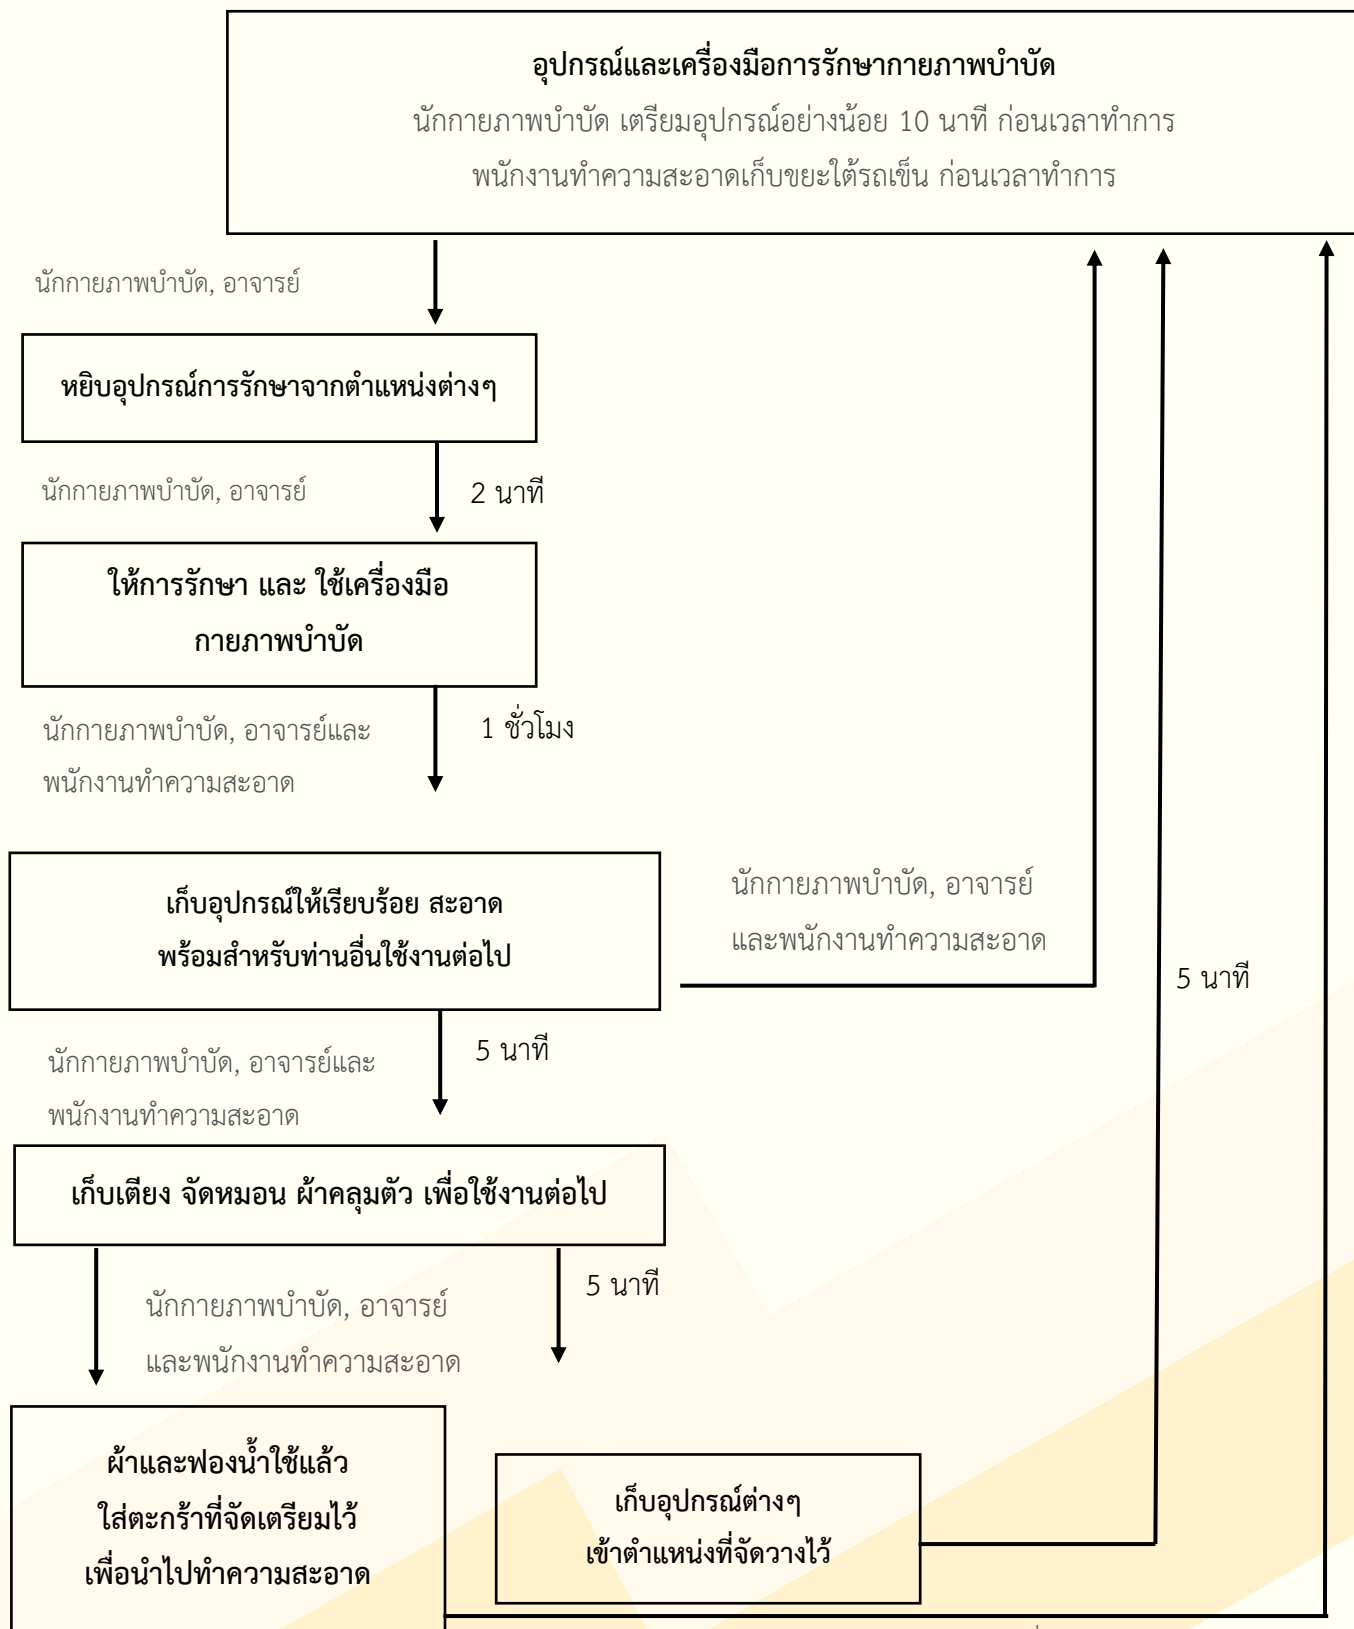 อุปกรณ์และเครื่องมือการรักษากายภาพบำบัด
นักกายภาพบำบัด เตรียมอุปกรณ์อย่างน้อย 10 นาที ก่อนเวลาทำการ
พนักงานทำความสะอาดเก็บขยะใต้รถเข็น ก่อนเวลาทำการ
นักกายภาพบำบัด, อาจารย์
หยิบอุปกรณ์การรักษาจากตำแหน่งต่างๆ
นักกายภาพบำบัด, อาจารย์
2 นาที
ให้การรักษา และ ใช้เครื่องมือ
กายภาพบำบัด
นักกายภาพบำบัด, อาจารย์และ
พนักงานทำความสะอาด
1 ชั่วโมง
เก็บอุปกรณ์ให้เรียบร้อย สะอาด
พร้อมสำหรับท่านอื่นใช้งานต่อไป
นักกายภาพบำบัด, อาจารย์
และพนักงานทำความสะอาด
5 นาที
นักกายภาพบำบัด, อาจารย์และ
พนักงานทำความสะอาด
5 นาที
เก็บเตียง จัดหมอน ผ้าคลุมตัว เพื่อใช้งานต่อไป
นักกายภาพบำบัด, อาจารย์
และพนักงานทำความสะอาด
5 นาที
ผ้าและฟองน้ำใช้แล้ว
ใส่ตะกร้าที่จัดเตรียมไว้
เพื่อนำไปทำความสะอาด
เก็บอุปกรณ์ต่างๆ
เข้าตำแหน่งที่จัดวางไว้